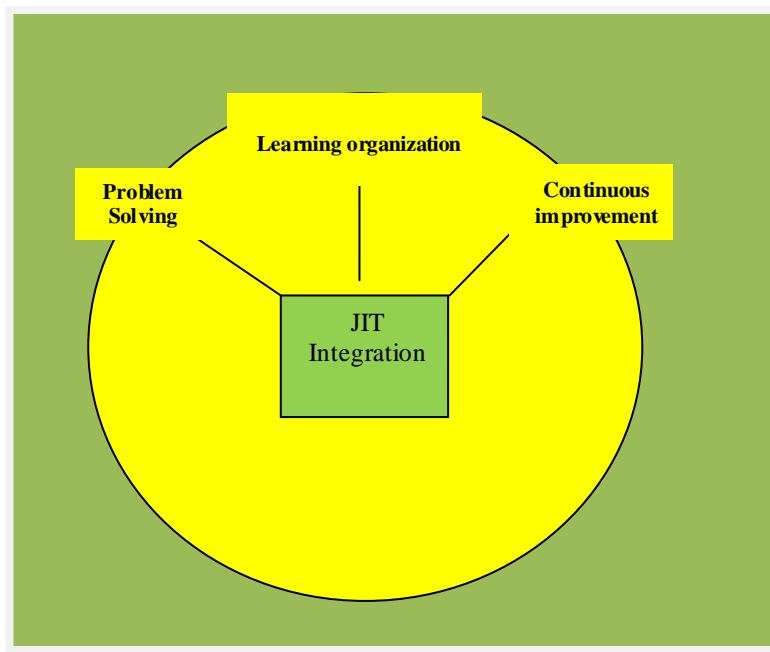 Learning organization
Problem
Solving
Continuous
improvement
JIT
Integration